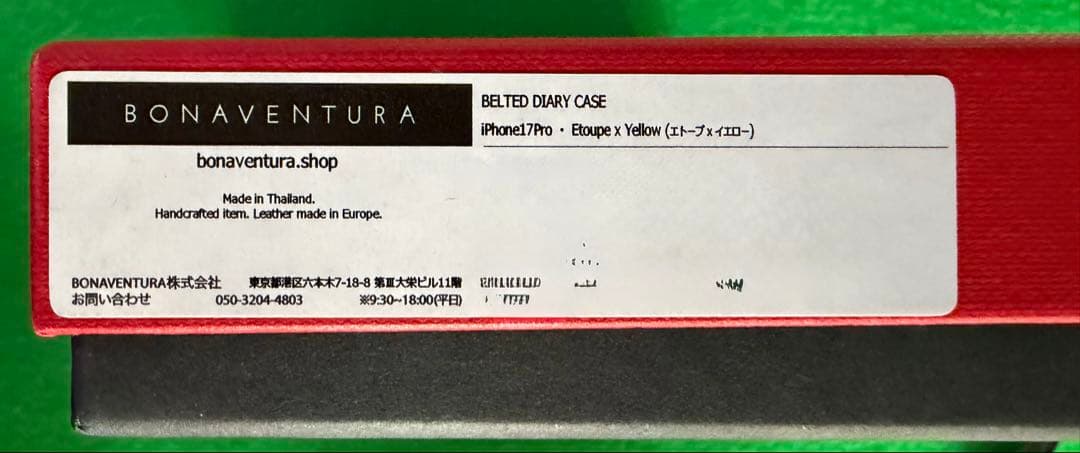 BONAVENTURA
bonaventura.shop
Made in Thailand.
Handcrafted item. Leather made in Europe.
BONAVENTURA株式会社 東京都港区六本木7-18-8 第Ⅲ大栄ビル11階
お問い合わせ 050-3204-4803 ※9:30~18:00(平日)
BELTED DIARY CASE
iPhone17Pro ・ Etoupe x Yellow (エトープxイエロー)